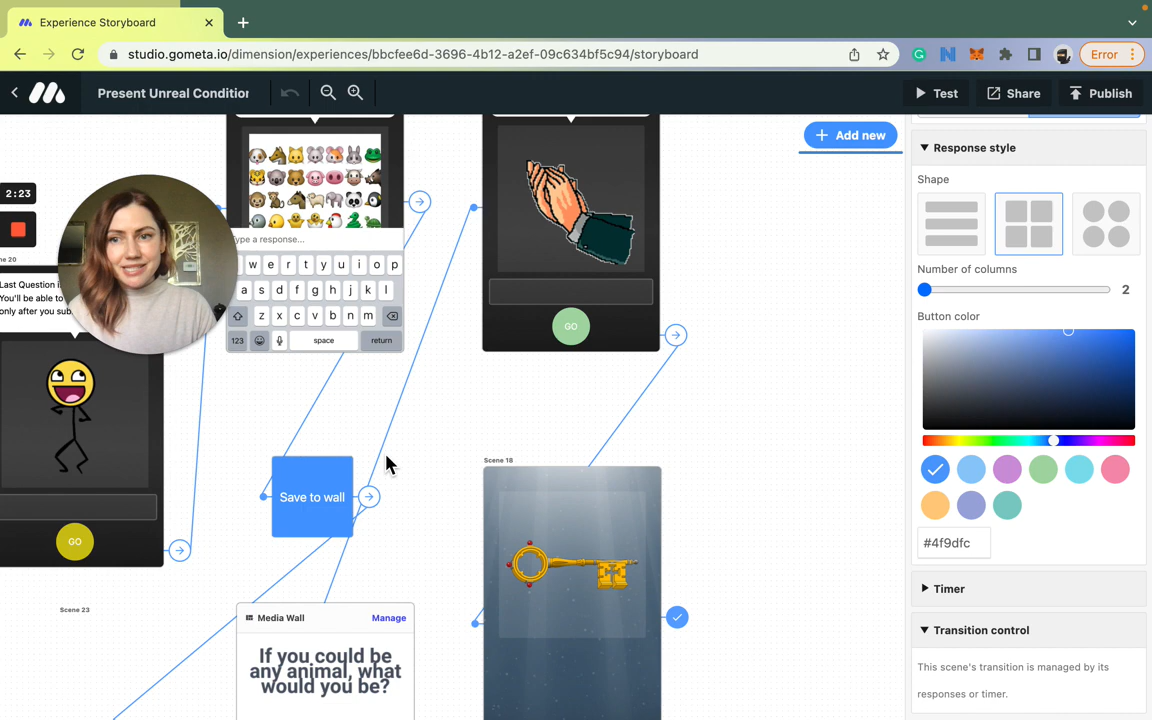 Experience Storyboard
studio.gometa.io/dimension/experiences/bbcfee6d-3696-4b12-a2ef-09c634bf5c94/storyboard
Error
Present Unreal Condition
Test
Share
Publish
Add new
2:23
ne 20
Last Question i
You'll be able to
only after you sub
GO
Scene 23
Type a response...
w e r t y u i o p
a s d f g h j k l
z x c v b n m
123 space return
Save to wall
Media Wall Manage
If you could be
any animal, what
would you be?
GO
Scene 18
Response style
Shape
Number of columns
2
Button color
#4f9dfc
Timer
Transition control
This scene's transition is managed by its
responses or timer.